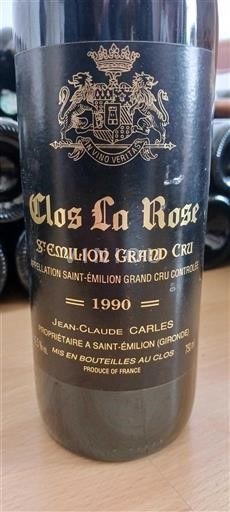 IN VINO VERITAS
Clos La Rose
St EMILION GRAND CRU
APPELLATION SAINT-ÉMILION GRAND CRU CONTROLÉE
1990
JEAN-CLAUDE CARLES
PROPRIÉTAIRE A SAINT-ÉMILION (GIRONDE)
MIS EN BOUTEILLES AU CLOS
PRODUCE OF FRANCE